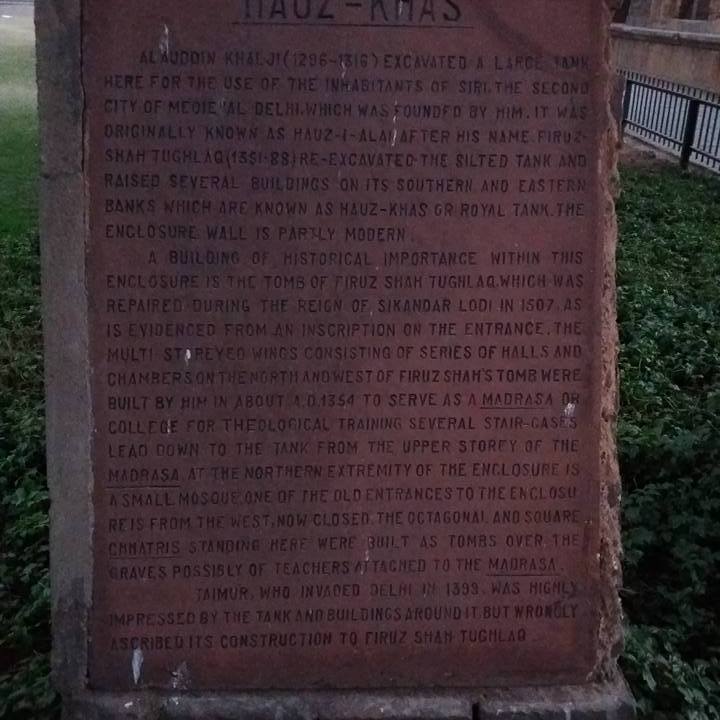 HAUZ-KHAS
ALAUDDIN KHALJI (1296-1316) EXCAVATED A LARGE TANK
HERE FOR THE USE OF THE INHABITANTS OF SIRI, THE SECOND
CITY OF MEDIEVAL DELHI, WHICH WAS FOUNDED BY HIM. IT WAS
ORIGINALLY KNOWN AS HAUZ-I-ALAI AFTER HIS NAME. FIRUZ-
SHAH TUGHLAQ (1351-88) RE-EXCAVATED THE SILTED TANK AND
RAISED SEVERAL BUILDINGS ON ITS SOUTHERN AND EASTERN
BANKS WHICH ARE KNOWN AS HAUZ-KHAS OR ROYAL TANK. THE
ENCLOSURE WALL IS PARTLY MODERN.
A BUILDING OF HISTORICAL IMPORTANCE WITHIN THIS
ENCLOSURE IS THE TOMB OF FIRUZ SHAH TUGHLAQ, WHICH WAS
REPAIRED DURING THE REIGN OF SIKANDAR LODI IN 1507, AS
IS EVIDENCED FROM AN INSCRIPTION ON THE ENTRANCE. THE
MULTI-STOREYED WINGS CONSISTING OF SERIES OF HALLS AND
CHAMBERS ON THE NORTH AND WEST OF FIRUZ SHAH'S TOMB WERE
BUILT BY HIM IN ABOUT A.D. 1354 TO SERVE AS A MADRASA OR
COLLEGE FOR THEOLOGICAL TRAINING SEVERAL STAIR-CASES
LEAD DOWN TO THE TANK FROM THE UPPER STOREY OF THE
MADRASA. AT THE NORTHERN EXTREMITY OF THE ENCLOSURE IS
A SMALL MOSQUE. ONE OF THE OLD ENTRANCES TO THE ENCLOSU
RE IS FROM THE WEST, NOW CLOSED. THE OCTAGONAL AND SQUARE
CHHATRIS STANDING HERE WERE BUILT AS TOMBS OVER THE
GRAVES POSSIBLY OF TEACHERS ATTACHED TO THE MADRASA.
TAIMUR, WHO INVADED DELHI IN 1399, WAS HIGHLY
IMPRESSED BY THE TANK AND BUILDINGS AROUND IT, BUT WRONGLY
ASCRIBED ITS CONSTRUCTION TO FIRUZ SHAH TUGHLAQ